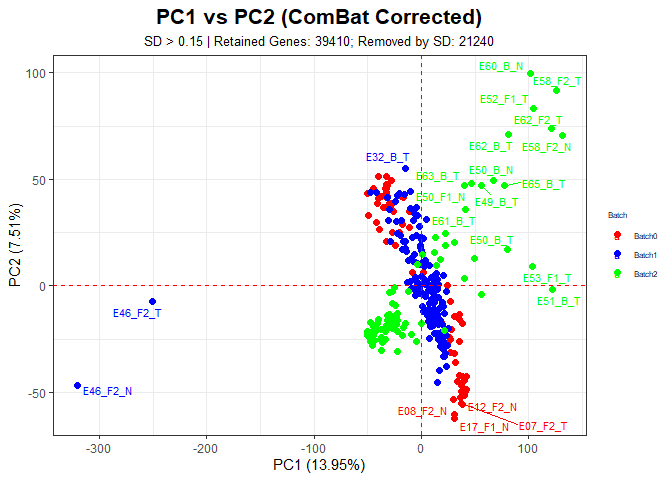 PC1 vs PC2 (ComBat Corrected)
SD > 0.15 | Retained Genes: 39410; Removed by SD: 21240
E60_B_N
E58_F2_T
E52_F1_T
E62_F2_T
E62_B_T
E58_F2_N
E32_B_T
E63_B_T
E50_B_N
E65_B_T
E50_F1_N
E49_B_T
E61_B_T
E50_B_T
E53_F1_T
E51_B_T
E46_F2_T
E46_F2_N
E08_F2_N
E12_F2_N
E17_F1_N
E07_F2_T
100
50
0
-50
PC2 (7.51%)
-300
-200
-100
0
100
PC1 (13.95%)
Batch
Batch0
Batch1
Batch2